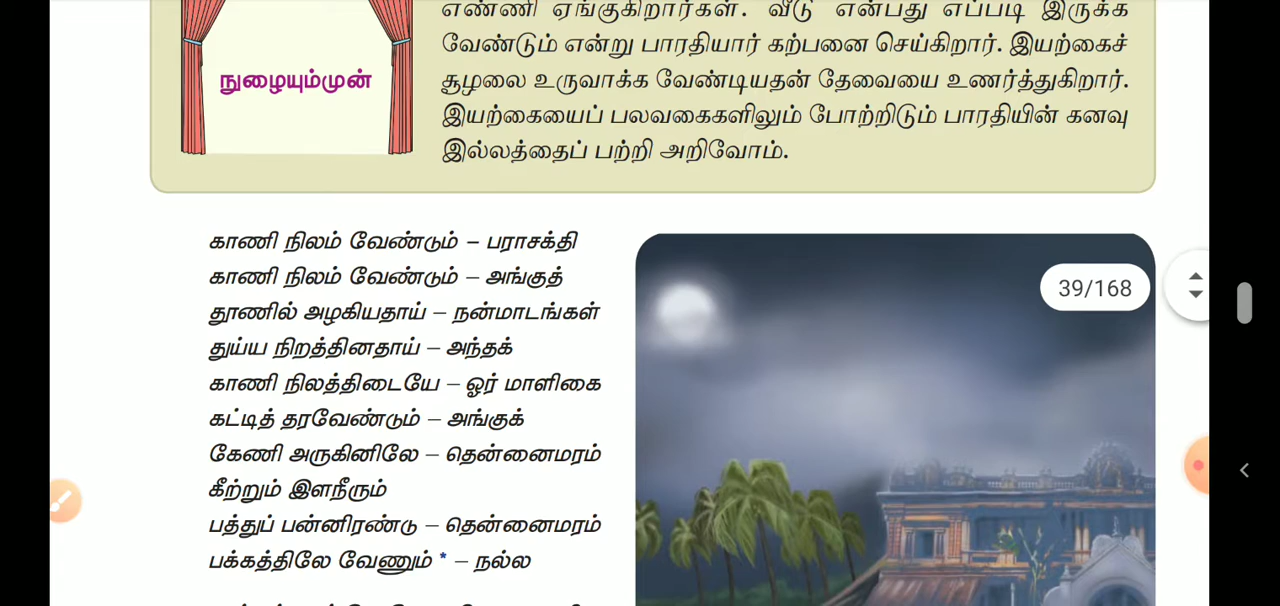 எண்ணி ஏங்குகிறார்கள். வீடு என்பது எப்படி இருக்க
வேண்டும் என்று பாரதியார் கற்பனை செய்கிறார். இயற்கைச்
நுழையும்முன்
சூழலை உருவாக்க வேண்டியதன் தேவையை உணர்த்துகிறார்.
இயற்கையைப் பலவகைகளிலும் போற்றிடும் பாரதியின் கனவு
இல்லத்தைப் பற்றி அறிவோம்.
காணி நிலம் வேண்டும் – பராசக்தி
காணி நிலம் வேண்டும் – அங்குத்
தூணில் அழகியதாய் – நன்மாடங்கள்
துய்ய நிறத்தினதாய் – அந்தக்
காணி நிலத்திடையே – ஓர் மாளிகை
கட்டித் தரவேண்டும் – அங்குக்
கேணி அருகினிலே – தென்னைமரம்
கீற்றும் இளநீரும்
பத்துப் பன்னிரண்டு – தென்னைமரம்
பக்கத்திலே வேணும் * – நல்ல
39/168